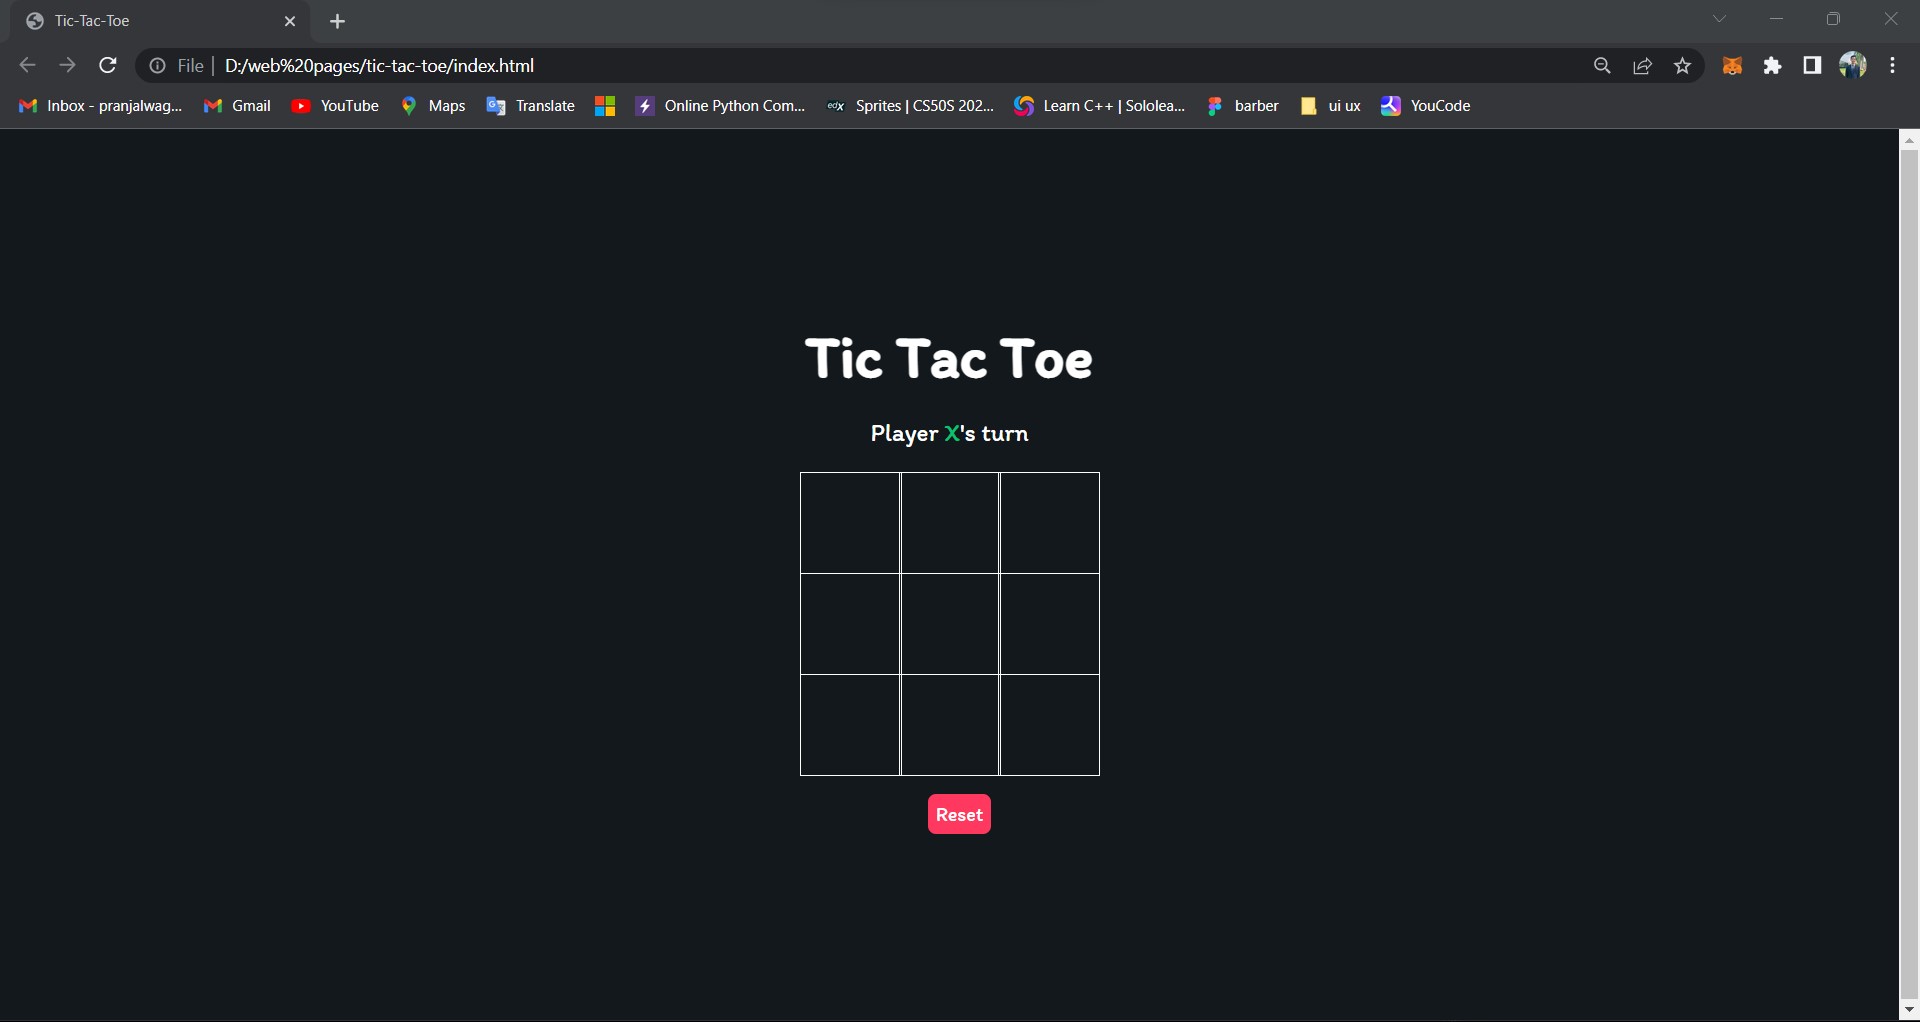 Tic-Tac-Toe
File | D:/web%20pages/tic-tac-toe/index.html
Inbox - pranjalwag... Gmail YouTube Maps Translate Online Python Com... edX Sprites | CS50S 202... Learn C++ | Sololea... barber ui ux YouCode
Tic Tac Toe
Player X's turn
Reset